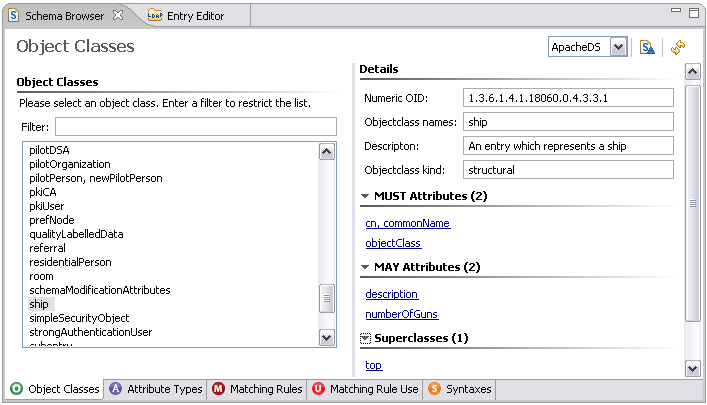 Schema Browser
LDAP Entry Editor
Object Classes
ApacheDS
Object Classes
Please select an object class. Enter a filter to restrict the list.
Filter:
pilotDSA
pilotOrganization
pilotPerson, newPilotPerson
pkiCA
pkiUser
prefNode
qualityLabelledData
referral
residentialPerson
room
schemaModificationAttributes
ship
simpleSecurityObject
strongAuthenticationUser
subentry
Details
Numeric OID: 1.3.6.1.4.1.18060.0.4.3.3.1
Objectclass names: ship
Descripton: An entry which represents a ship
Objectclass kind: structural
MUST Attributes (2)
cn, commonName
objectClass
MAY Attributes (2)
description
numberOfGuns
Superclasses (1)
top
O Object Classes
A Attribute Types
M Matching Rules
U Matching Rule Use
S Syntaxes